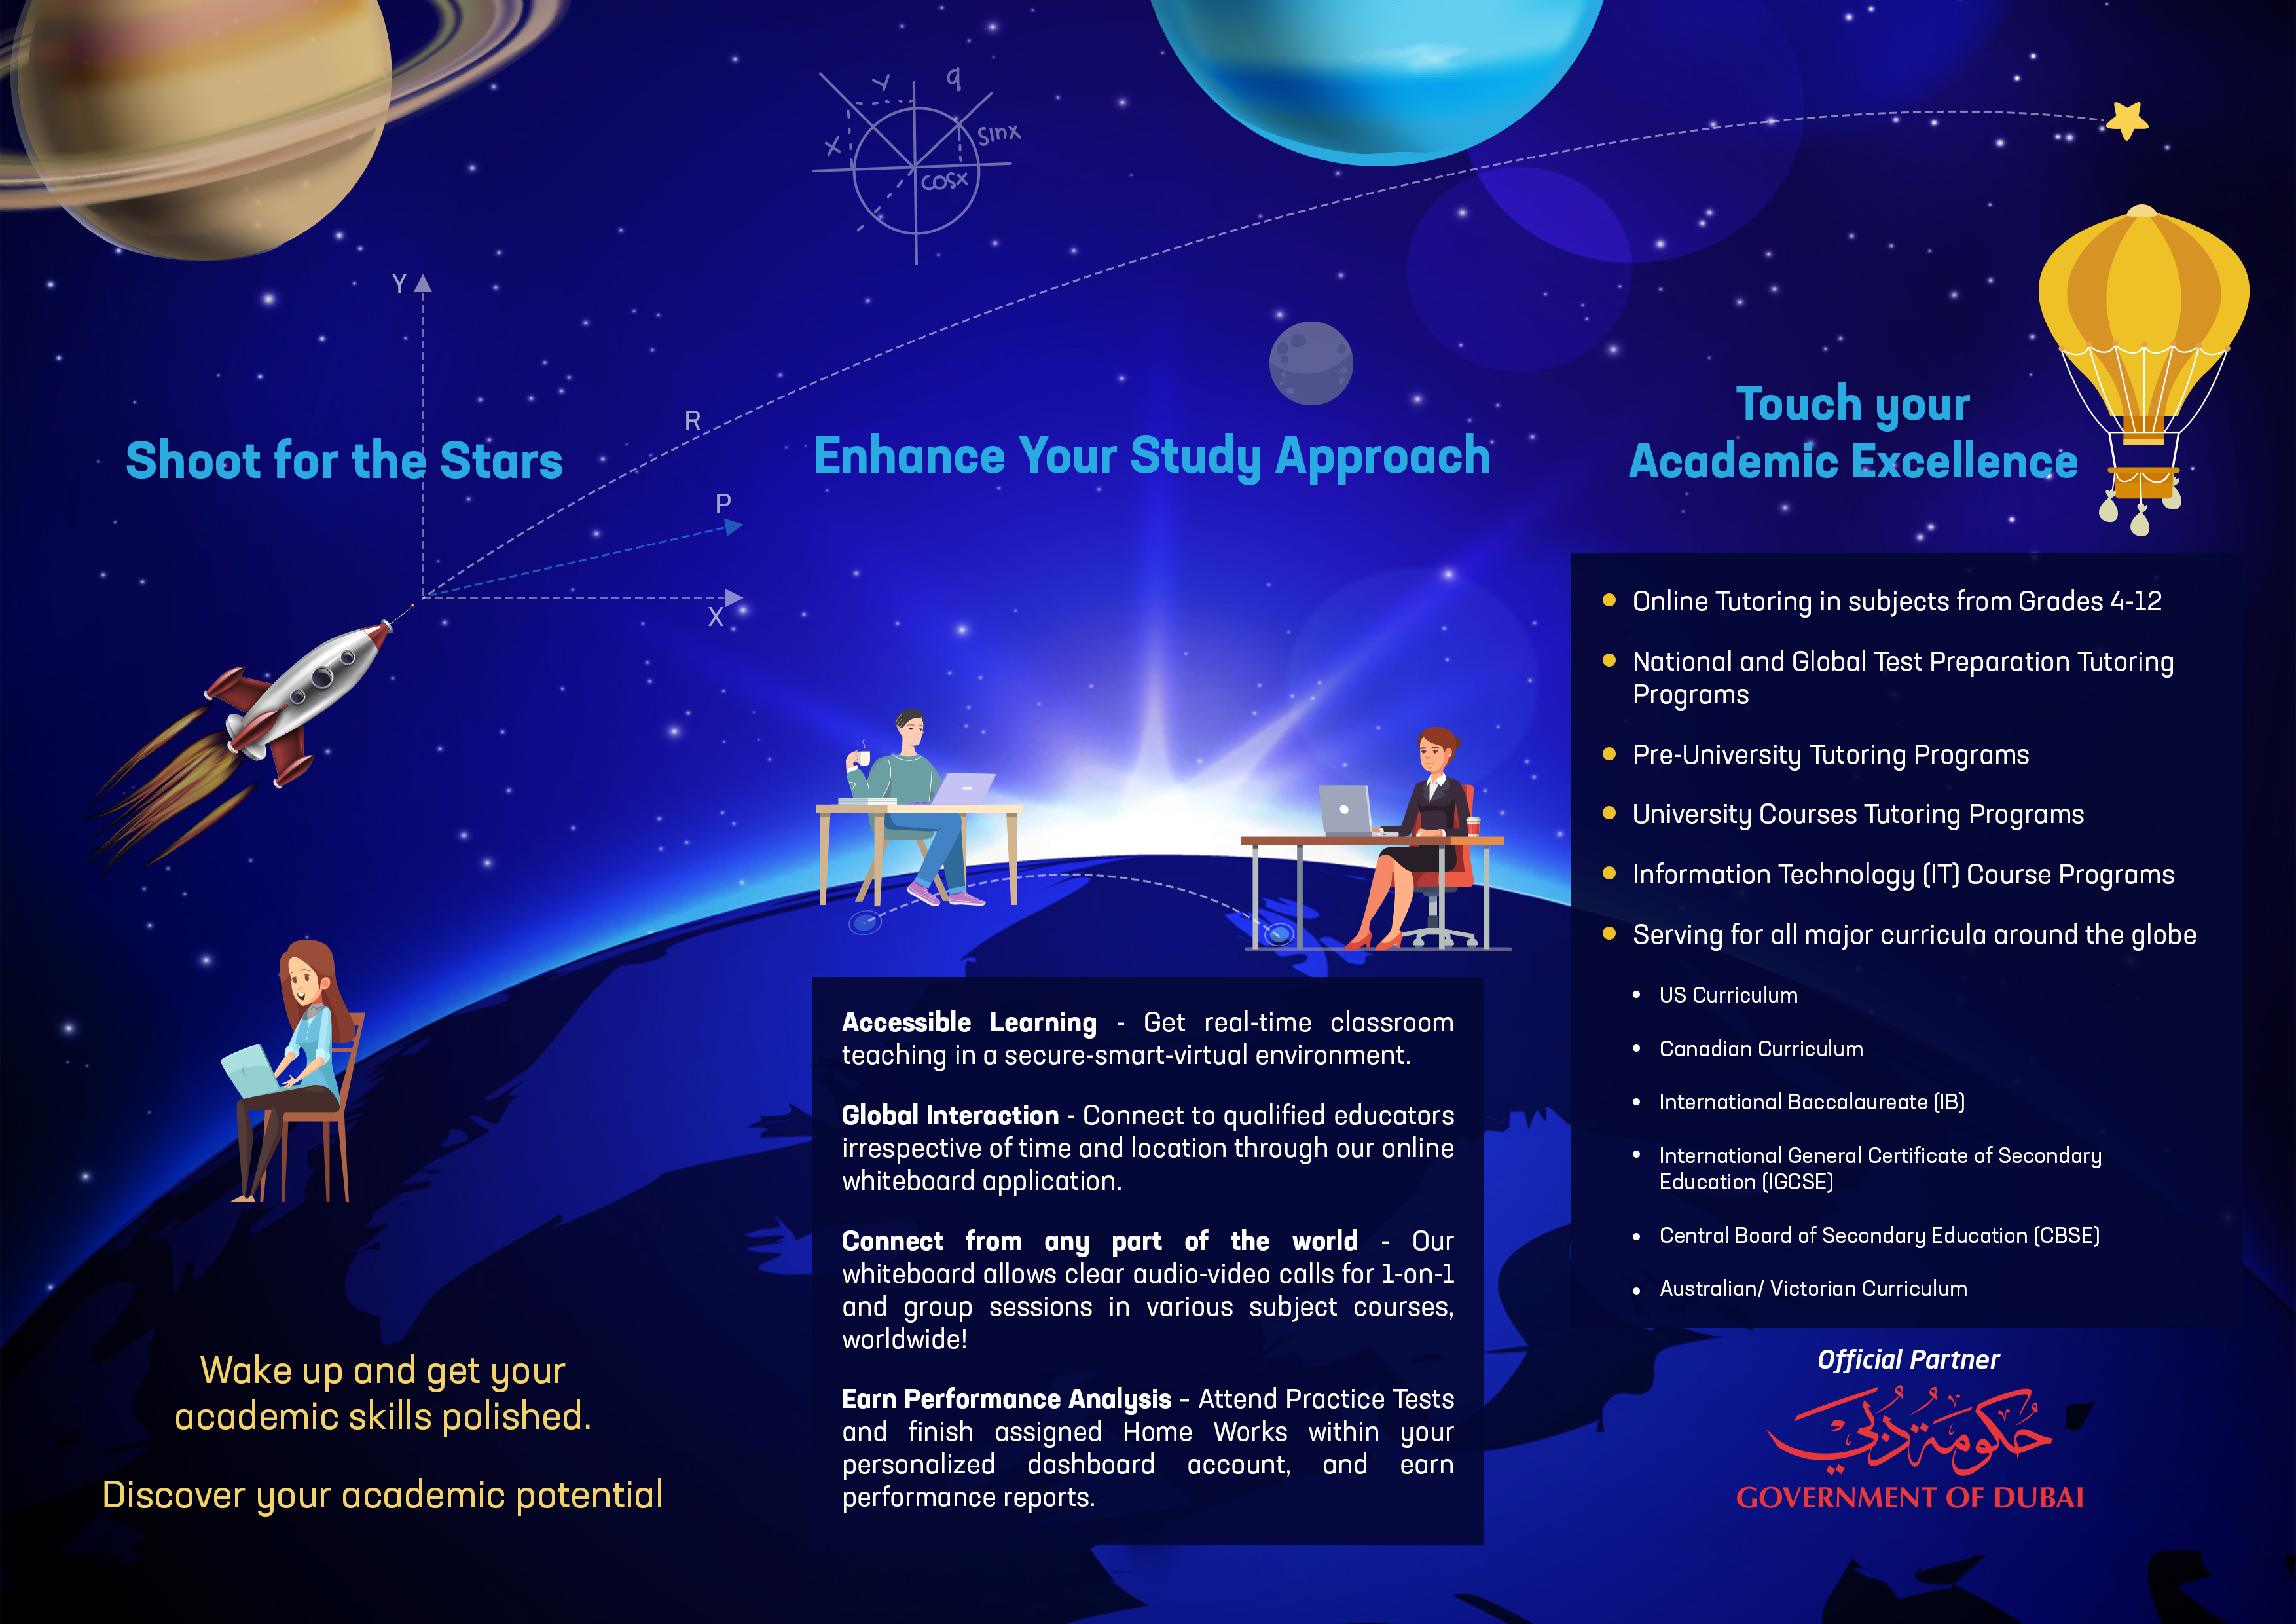 Y
q
sinx
X
cosx
Y
R
P
X
Shoot for the Stars
Wake up and get your
academic skills polished.
Discover your academic potential
Enhance Your Study Approach
Accessible Learning - Get real-time classroom
teaching in a secure-smart-virtual environment.
Global Interaction - Connect to qualified educators
irrespective of time and location through our online
whiteboard application.
Connect from any part of the world - Our
whiteboard allows clear audio-video calls for 1-on-1
and group sessions in various subject courses,
worldwide!
Earn Performance Analysis – Attend Practice Tests
and finish assigned Home Works within your
personalized dashboard account, and earn
performance reports.
Touch your
Academic Excellence
Online Tutoring in subjects from Grades 4-12
National and Global Test Preparation Tutoring
Programs
Pre-University Tutoring Programs
University Courses Tutoring Programs
Information Technology (IT) Course Programs
Serving for all major curricula around the globe
US Curriculum
Canadian Curriculum
International Baccalaureate (IB)
International General Certificate of Secondary
Education (IGCSE)
Central Board of Secondary Education (CBSE)
Australian/ Victorian Curriculum
Official Partner
حكومة دبي
GOVERNMENT OF DUBAI